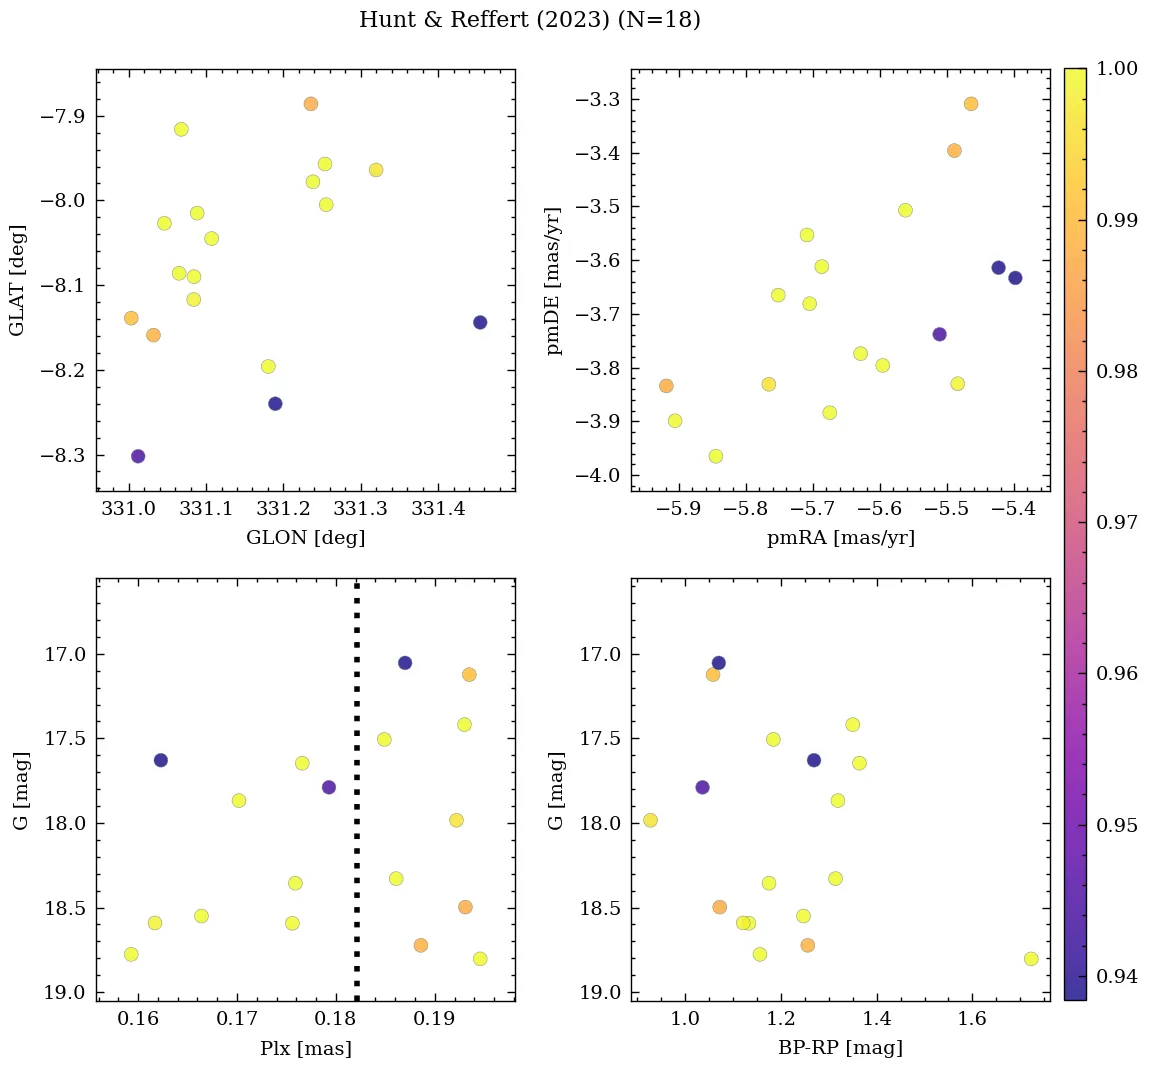 Hunt & Reffert (2023) (N=18)
−7.9
−8.0
−8.1
−8.2
−8.3
GLAT [deg]
331.0 331.1 331.2 331.3 331.4
GLON [deg]
−3.3
−3.4
−3.5
−3.6
−3.7
−3.8
−3.9
−4.0
pmDE [mas/yr]
−5.9 −5.8 −5.7 −5.6 −5.5 −5.4
pmRA [mas/yr]
1.00
0.99
0.98
0.97
0.96
0.95
0.94
17.0
17.5
18.0
18.5
19.0
G [mag]
0.16 0.17 0.18 0.19
Plx [mas]
17.0
17.5
18.0
18.5
19.0
G [mag]
1.0 1.2 1.4 1.6
BP-RP [mag]